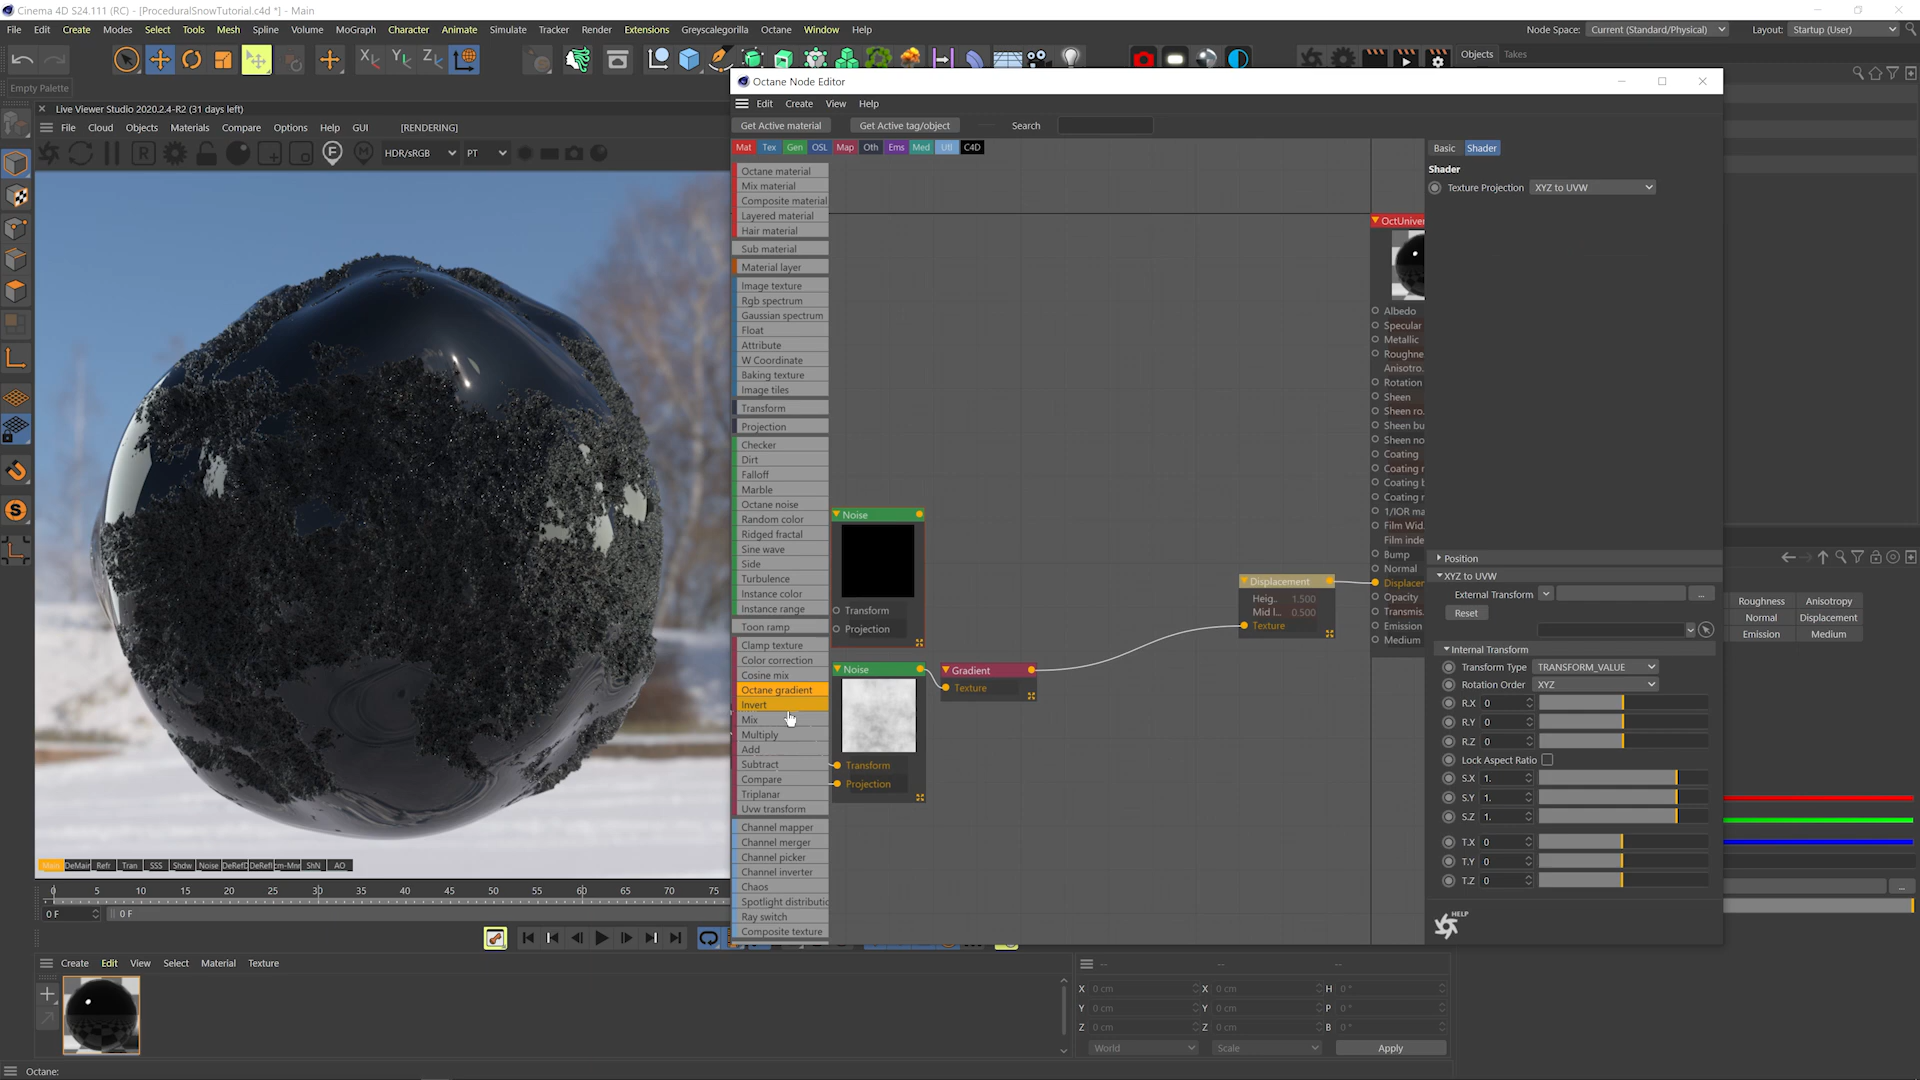 Cinema 4D S24.111 (RC) - [ProceduralSnowTutorial.c4d *] - Main
File Edit Create Modes Select Tools Mesh Spline Volume MoGraph Character Animate Simulate Tracker Render Extensions Greyscalegorilla Octane Window Help
Node Space: Current (Standard/Physical) Layout: Startup (User)
Objects Takes
Empty Palette
Live Viewer Studio 2020.2.4-R2 (31 days left)
File Cloud Objects Materials Compare Options Help GUI [RENDERING]
HDR/sRGB PT
Octane Node Editor
Edit Create View Help
Get Active material Get Active tag/object Search
Mat Tex Gen OSL Map Oth Ems Med Utl C4D
Octane material
Mix material
Composite material
Layered material
Hair material
Sub material
Material layer
Image texture
Rgb spectrum
Gaussian spectrum
Float
Attribute
W Coordinate
Baking texture
Image tiles
Transform
Projection
Checker
Dirt
Falloff
Marble
Octane noise
Random color
Ridged fractal
Sine wave
Side
Turbulence
Instance color
Instance range
Toon ramp
Clamp texture
Color correction
Cosine mix
Octane gradient
Invert
Mix
Multiply
Add
Subtract
Compare
Triplanar
Uvw transform
Channel mapper
Channel merger
Channel picker
Channel inverter
Chaos
Spotlight distributic
Ray switch
Composite texture
Noise
Transform
Projection
Noise
Transform
Projection
Gradient
Texture
Displacement
Heig.. 1.500
Mid l... 0.500
Texture
OctUniver
Albedo
Specular
Metallic
Roughne
Anisotro.
Rotation
Sheen
Sheen ro.
Sheen bu
Sheen no
Coating
Coating r
Coating b
Coating r
1/IOR ma
Film Wid.
Film inde
Bump
Normal
Displacer
Opacity
Transmis.
Emission
Medium
Basic Shader
Shader
Texture Projection XYZ to UVW
Position
XYZ to UVW
External Transform ...
Reset
Internal Transform
Transform Type TRANSFORM_VALUE
Rotation Order XYZ
R.X 0
R.Y 0
R.Z 0
Lock Aspect Ratio
S.X 1.
S.Y 1.
S.Z 1.
T.X 0
T.Y 0
T.Z 0
HELP
Roughness Anisotropy
Normal Displacement
Emission Medium
...
DeMain Refr Tran SSS Shdw Noise DeRefD DeRefl ShN AO
0 5 10 15 20 25 30 35 40 45 50 55 60 65 70 75
0 F 0 F
Create Edit View Select Material Texture
-- -- --
X 0 cm X 0 cm H 0 °
Y 0 cm Y 0 cm P 0 °
Z 0 cm Z 0 cm B 0 °
World Scale Apply
Octane: